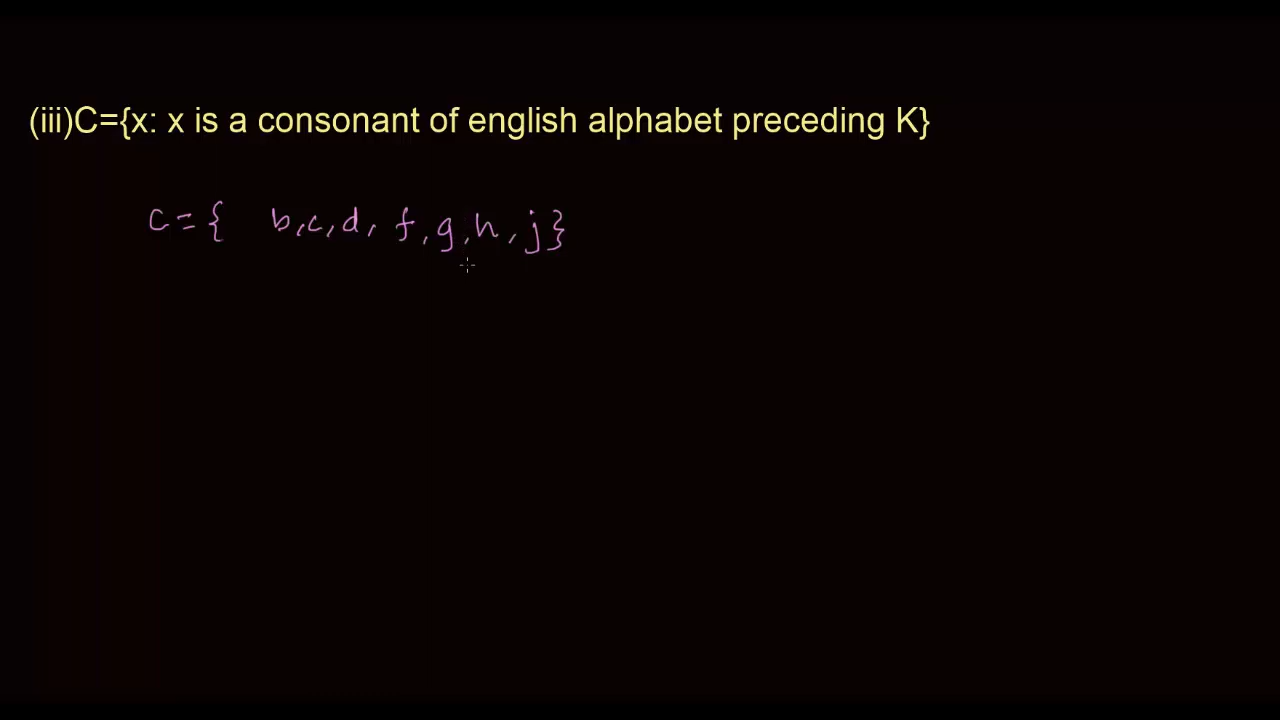 (iii)C={x: x is a consonant of english alphabet preceding K}
C={ b,c,d, f,g,h,j}